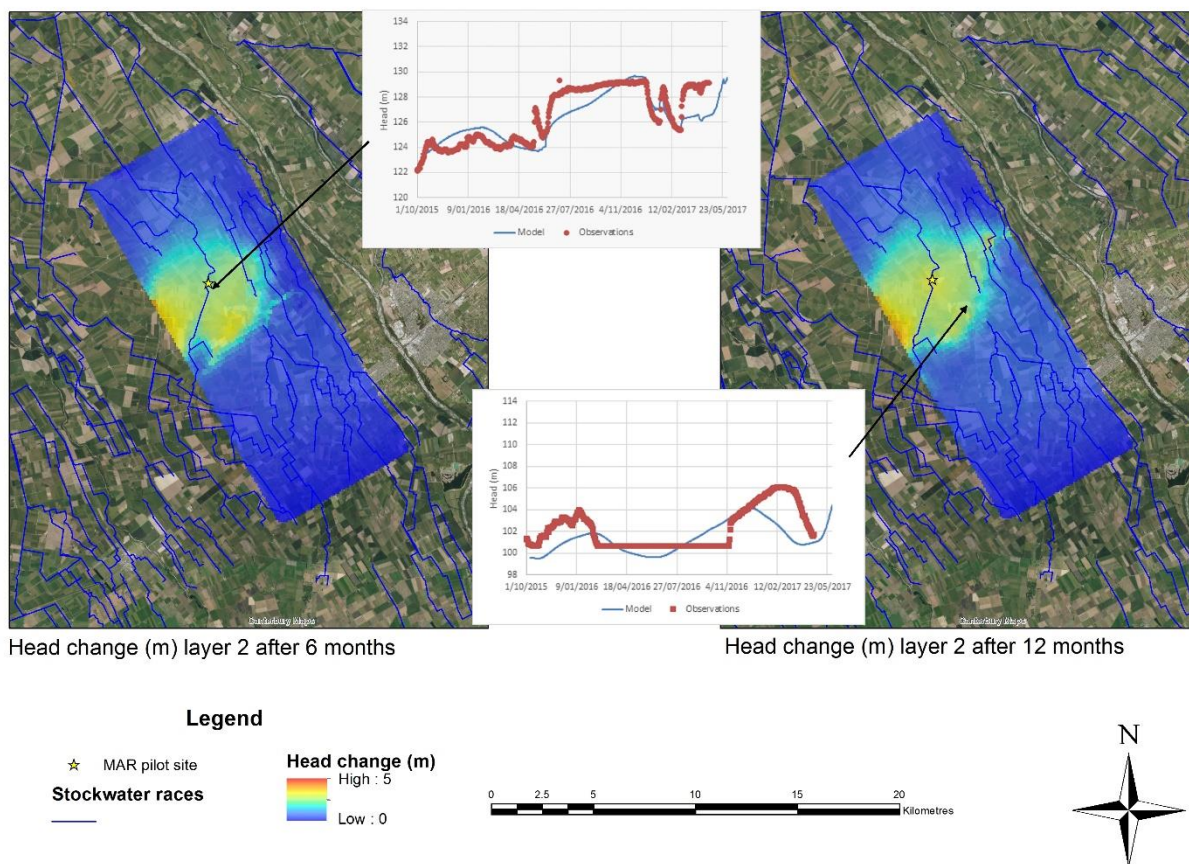 134
132
130
128
126
124
122
120
Head (m)
1/10/2015 9/01/2016 18/04/2016 27/07/2016 4/11/2016 12/02/2017 23/05/2017
Model Observations
114
112
110
108
106
104
102
100
98
Head (m)
1/10/2015 9/01/2016 18/04/2016 27/07/2016 4/11/2016 12/02/2017 23/05/2017
Model Observations
Canterbury Maps
Canterbury Maps
Head change (m) layer 2 after 6 months
Head change (m) layer 2 after 12 months
Legend
MAR pilot site
Stockwater races
Head change (m)
High : 5
Low : 0
0 2.5 5 10 15 20
Kilometres
N